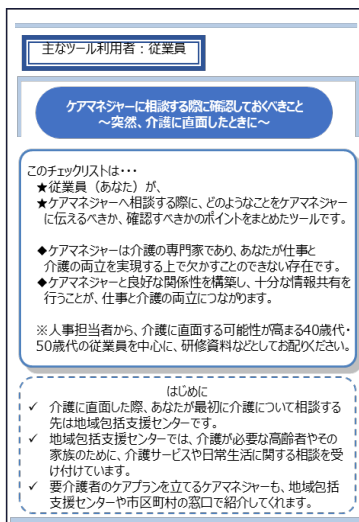 主なツール利用者：従業員
ケアマネジャーに相談する際に確認しておくべきこと
～突然、介護に直面したときに～
このチェックリストは・・・
★従業員（あなた）が、
★ケアマネジャーへ相談する際に、どのようなことをケアマネジャー
に伝えるべきか、確認すべきかのポイントをまとめたツールです。
◆ケアマネジャーは介護の専門家であり、あなたが仕事と
介護の両立を実現する上で欠かすことのできない存在です。
◆ケアマネジャーと良好な関係性を構築し、十分な情報共有を
行うことが、仕事と介護の両立につながります。
※人事担当者から、介護に直面する可能性が高まる40歳代・
50歳代の従業員を中心に、研修資料などとしてお配りください。
はじめに
✓ 介護に直面した際、あなたが最初に介護について相談する
先は地域包括支援センターです。
✓ 地域包括支援センターでは、介護が必要な高齢者やその
家族のために、介護サービスや日常生活に関する相談を受
け付けています。
✓ 要介護者のケアプランを立てるケアマネジャーも、地域包括
支援センターや市区町村の窓口で紹介してくれます。